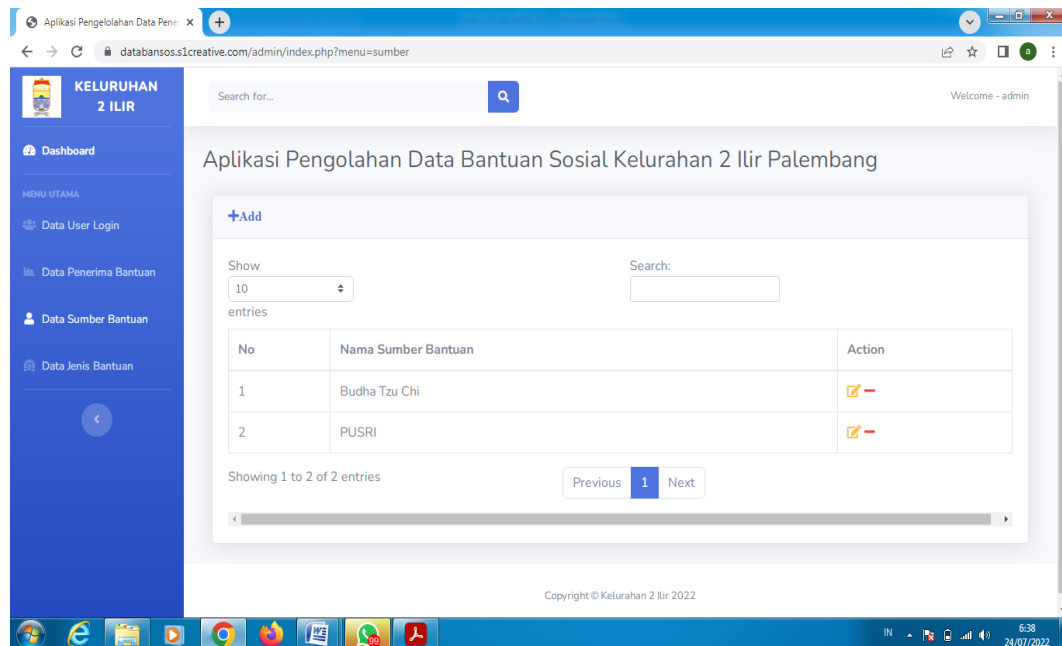 Aplikasi Pengelolahan Data Pene
databansos.s1creative.com/admin/index.php?menu=sumber
a
KELURUHAN
2 ILIR
Search for...
Welcome - admin
Dashboard
MENU UTAMA
Data User Login
Data Penerima Bantuan
Data Sumber Bantuan
Data Jenis Bantuan
Aplikasi Pengolahan Data Bantuan Sosial Kelurahan 2 Ilir Palembang
+Add
Show
10
entries
Search:
No Nama Sumber Bantuan Action
1 Budha Tzu Chi
2 PUSRI
Showing 1 to 2 of 2 entries
Previous 1 Next
Copyright © Kelurahan 2 Ilir 2022
99
IN
6:38
24/07/2022